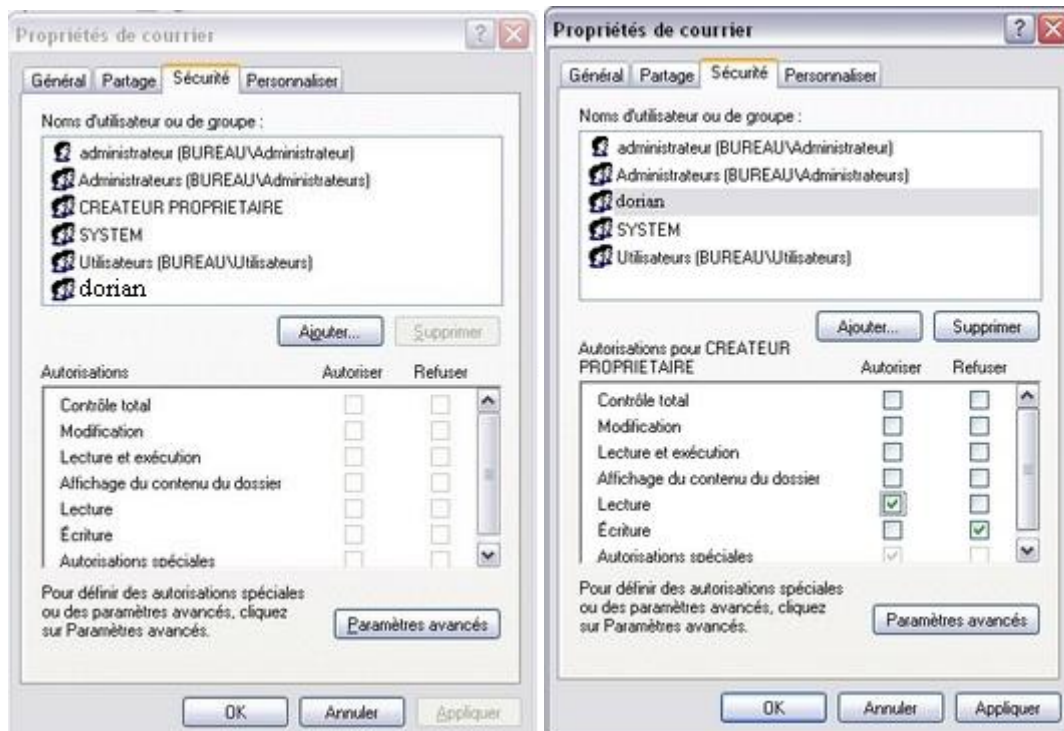 Propriétés de courrier
Général Partage Sécurité Personnaliser
Noms d'utilisateur ou de groupe :
administrateur (BUREAU\Administrateur)
Administrateurs (BUREAU\Administrateurs)
CREATEUR PROPRIETAIRE
SYSTEM
Utilisateurs (BUREAU\Utilisateurs)
dorian
Ajouter... Supprimer
Autorisations Autoriser Refuser
Contrôle total
Modification
Lecture et exécution
Affichage du contenu du dossier
Lecture
Écriture
Autorisations spéciales
Pour définir des autorisations spéciales
ou des paramètres avancés, cliquez
sur Paramètres avancés.
Paramètres avancés
OK Annuler Appliquer
Propriétés de courrier
Général Partage Sécurité Personnaliser
Noms d'utilisateur ou de groupe :
administrateur (BUREAU\Administrateur)
Administrateurs (BUREAU\Administrateurs)
dorian
SYSTEM
Utilisateurs (BUREAU\Utilisateurs)
Ajouter... Supprimer
Autorisations pour CREATEUR
PROPRIETAIRE Autoriser Refuser
Contrôle total
Modification
Lecture et exécution
Affichage du contenu du dossier
Lecture
Écriture
Autorisations spéciales
Pour définir des autorisations spéciales
ou des paramètres avancés, cliquez
sur Paramètres avancés.
Paramètres avancés
OK Annuler Appliquer